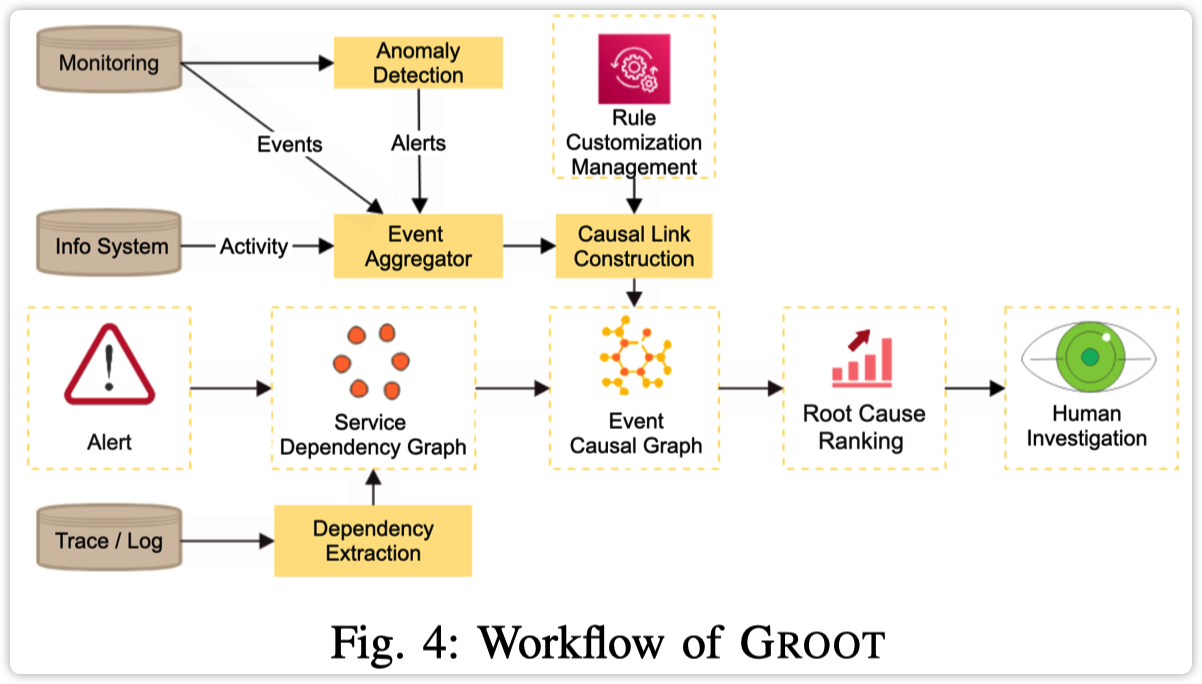 Monitoring
Anomaly
Detection
Rule
Customization
Management
Events
Alerts
Info System
Activity
Event
Aggregator
Causal Link
Construction
Alert
Service
Dependency Graph
Event
Causal Graph
Root Cause
Ranking
Human
Investigation
Trace / Log
Dependency
Extraction
Fig. 4: Workflow of GROOT